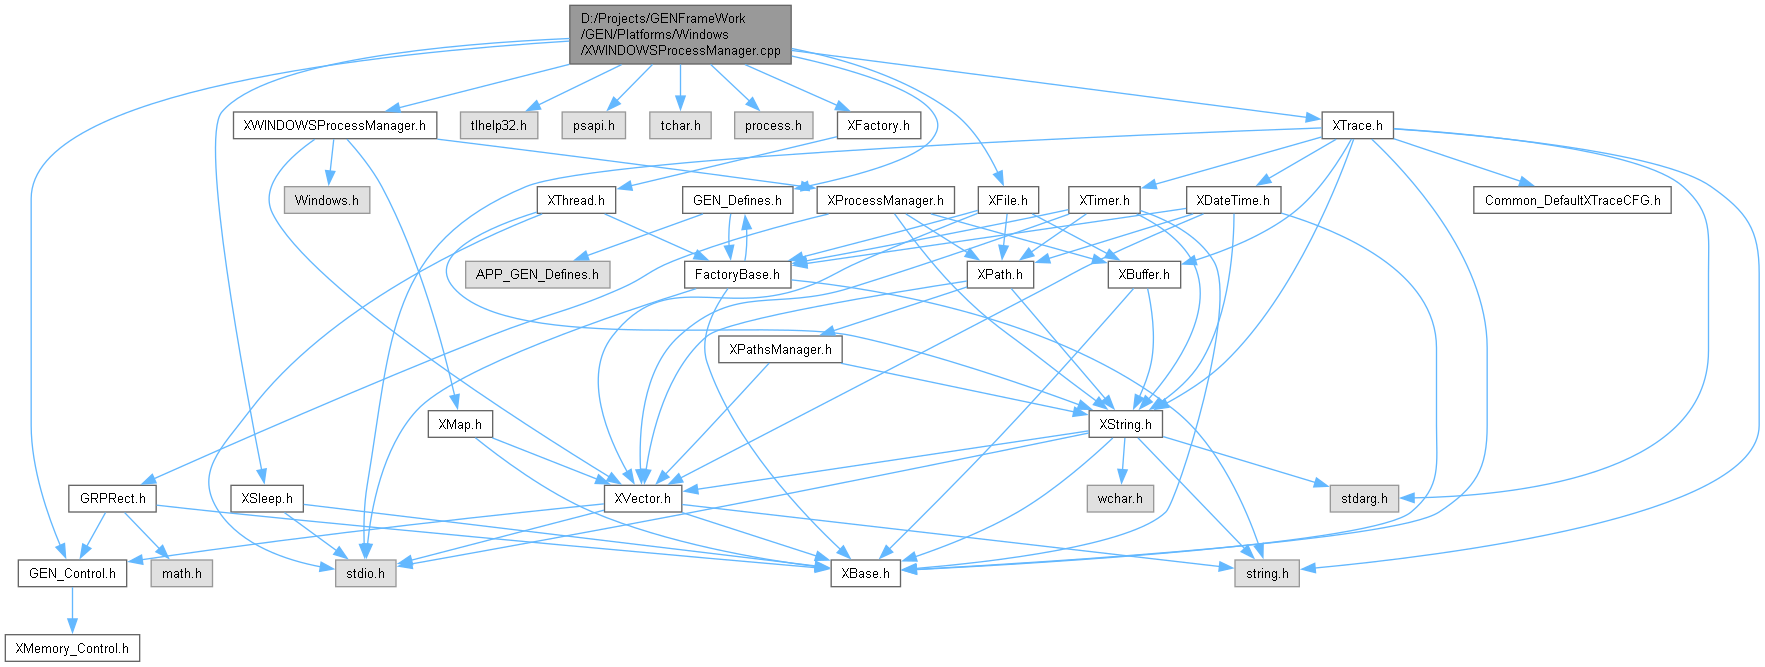 D:/Projects/GENFrameWork
/GEN/Platforms/Windows
/XWINDOWSProcessManager.cpp
XWINDOWSProcessManager.h
tlhelp32.h
psapi.h
tchar.h
process.h
XFactory.h
XTrace.h
Windows.h
XThread.h
GEN_Defines.h
XProcessManager.h
XFile.h
XTimer.h
XDateTime.h
Common_DefaultXTraceCFG.h
APP_GEN_Defines.h
FactoryBase.h
XPath.h
XBuffer.h
XPathsManager.h
XMap.h
XString.h
GRPRect.h
XSleep.h
XVector.h
wchar.h
stdarg.h
GEN_Control.h
math.h
stdio.h
XBase.h
string.h
XMemory_Control.h